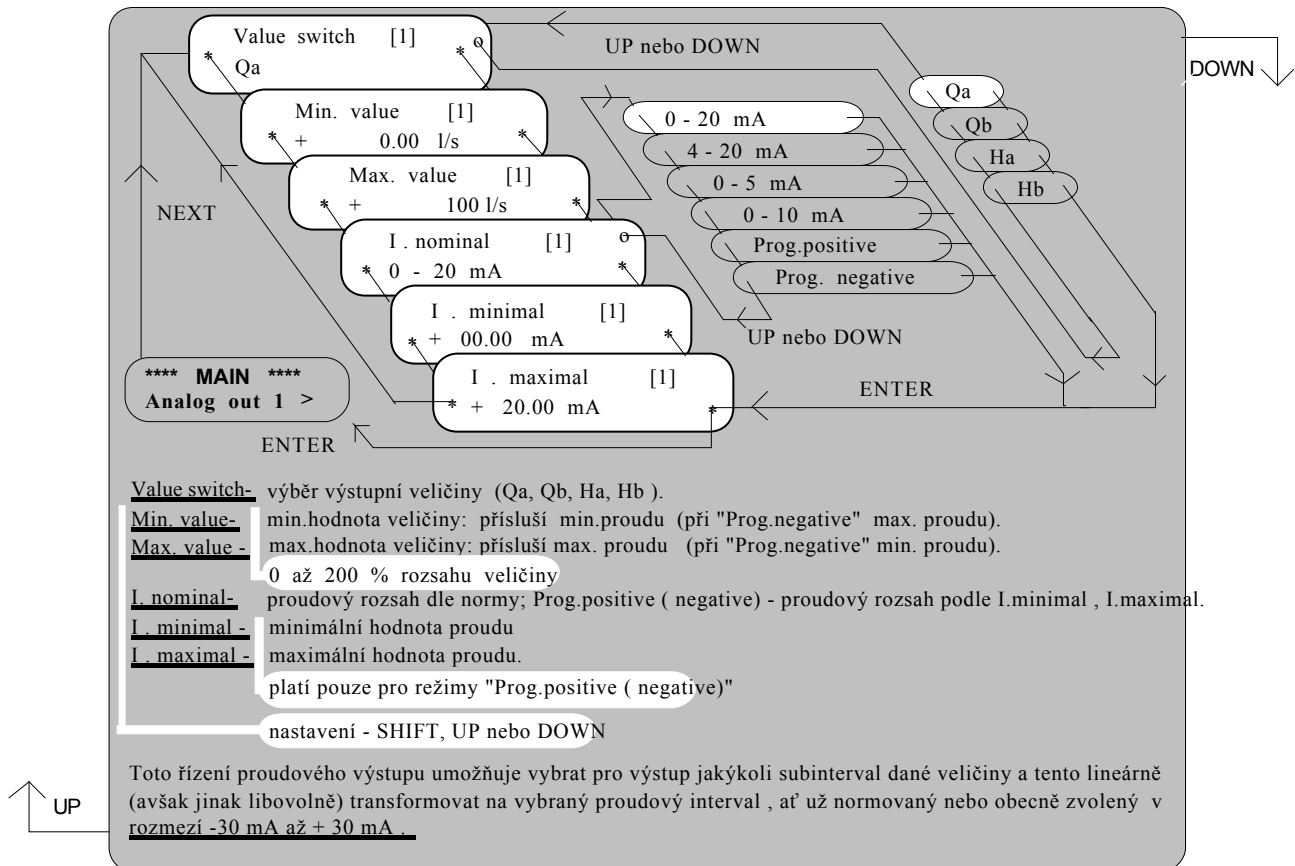 Value switch [1]
Qa
UP nebo DOWN
DOWN
Min. value [1]
+ 0.00 l/s
Max. value [1]
+ 100 l/s
I . nominal [1]
0 - 20 mA
I . minimal [1]
+ 00.00 mA
I . maximal [1]
+ 20.00 mA
0 - 20 mA
4 - 20 mA
0 - 5 mA
0 - 10 mA
Prog.positive
Prog. negative
UP nebo DOWN
Qa
Qb
Ha
Hb
NEXT
**** MAIN ****
Analog out 1 >
ENTER
ENTER
Value switch- výběr výstupní veličiny (Qa, Qb, Ha, Hb ).
Min. value- min.hodnota veličiny: přísluší min.proudu (při "Prog.negative" max. proudu).
Max. value - max.hodnota veličiny: přísluší max. proudu (při "Prog.negative" min. proudu).
0 až 200 % rozsahu veličiny
I. nominal- proudový rozsah dle normy; Prog.positive ( negative) - proudový rozsah podle I.minimal , I.maximal.
I . minimal - minimální hodnota proudu
I . maximal - maximální hodnota proudu.
platí pouze pro režimy "Prog.positive ( negative)"
nastavení - SHIFT, UP nebo DOWN
Toto řízení proudového výstupu umožňuje vybrat pro výstup jakýkoli subinterval dané veličiny a tento lineárně
(avšak jinak libovolně) transformovat na vybraný proudový interval , ať už normovaný nebo obecně zvolený v
rozmezí -30 mA až + 30 mA .
UP